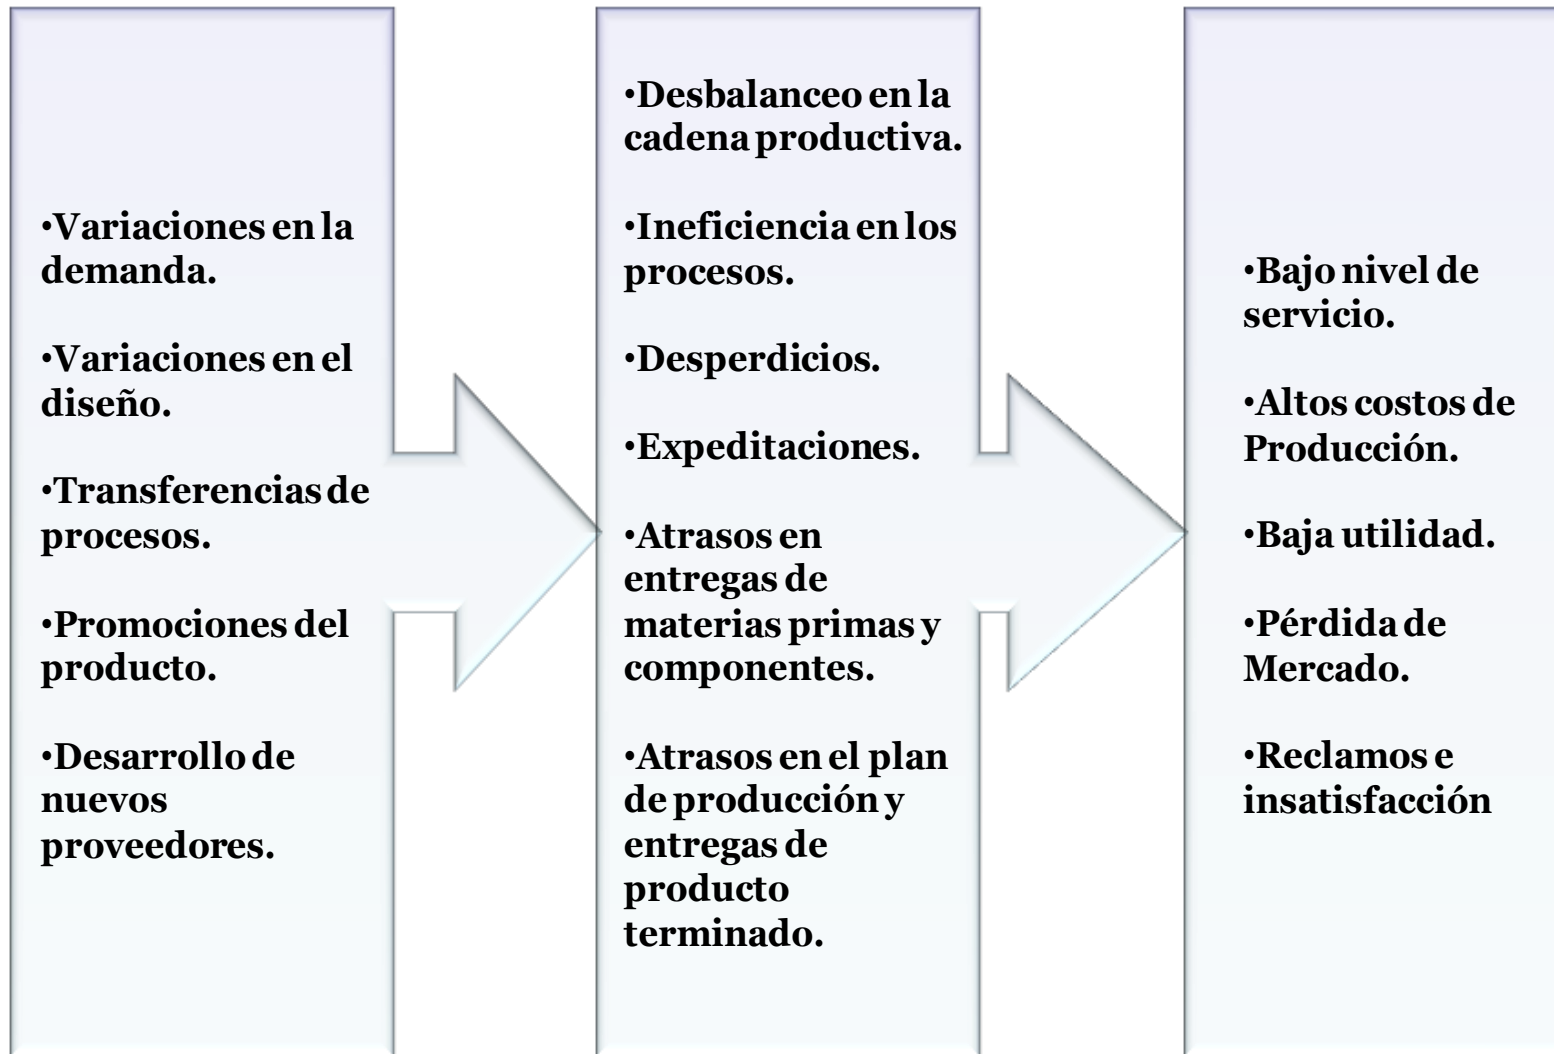 •Variaciones en la
demanda.
•Variaciones en el
diseño.
•Transferencias de
procesos.
•Promociones del
producto.
•Desarrollo de
nuevos
proveedores.
•Desbalanceo en la
cadena productiva.
•Ineficiencia en los
procesos.
•Desperdicios.
•Expeditaciones.
•Atrasos en
entregas de
materias primas y
componentes.
•Atrasos en el plan
de producción y
entregas de
producto
terminado.
•Bajo nivel de
servicio.
•Altos costos de
Producción.
•Baja utilidad.
•Pérdida de
Mercado.
•Reclamos e
insatisfacción